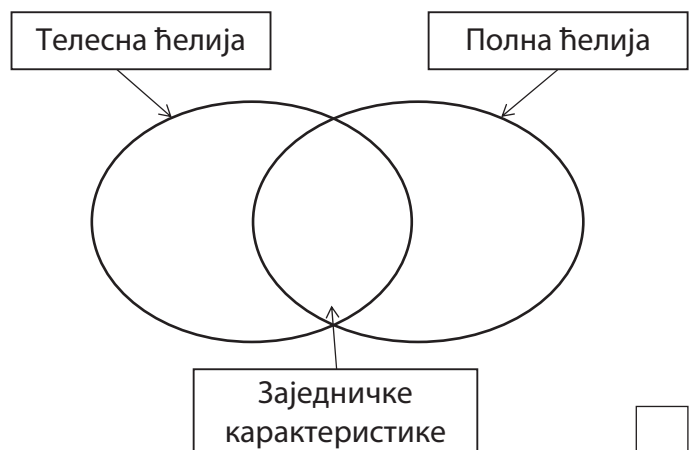 Телесна ћелија
Полна ћелија
Заједничке
карактеристике